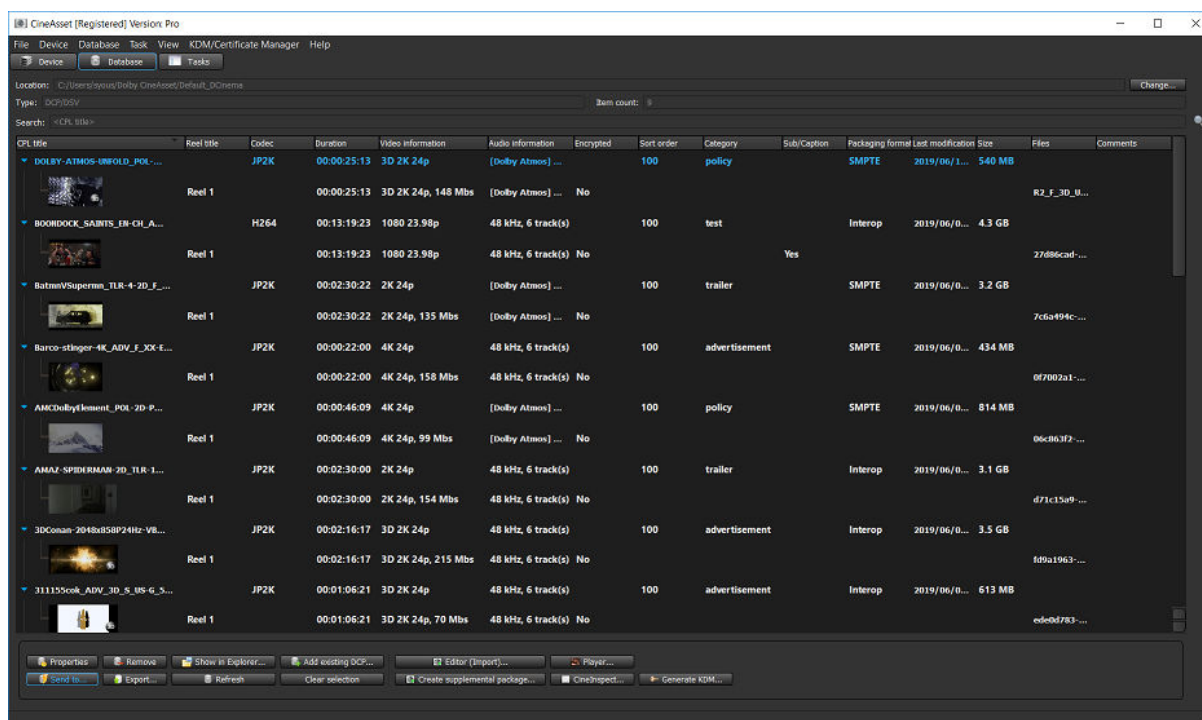 CineAsset [Registered] Version: Pro
File Device Database Task View KDM/Certificate Manager Help
Device Database Tasks
Location: C:/Users/syous/Dolby CineAsset/Default_DCinema Change...
Type: DCP/DSV Item count: 9
Search: <CPL title>
CPL title Reel title Codec Duration Video information Audio information Encrypted Sort order Category Sub/Caption Packaging format Last modification Size Files Comments
DOLBY-ATMOS-UNFOLD_POL-... JP2K 00:00:25:13 3D 2K 24p [Dolby Atmos] ... 100 policy SMPTE 2019/06/1... 540 MB
Reel 1 00:00:25:13 3D 2K 24p, 148 Mbs [Dolby Atmos] ... No R2_F_3D_U...
BOONDOCK_SAINTS_EN-CH_A... H264 00:13:19:23 1080 23.98p 48 kHz, 6 track(s) 100 test Interop 2019/06/0... 4.3 GB
Reel 1 00:13:19:23 1080 23.98p 48 kHz, 6 track(s) No Yes 27d86cad-...
BatmnVSupermn_TLR-4-2D_F_... JP2K 00:02:30:22 2K 24p [Dolby Atmos] ... 100 trailer SMPTE 2019/06/0... 3.2 GB
Reel 1 00:02:30:22 2K 24p, 135 Mbs [Dolby Atmos] ... No 7c6a494c-...
Barco-stinger-4K_ADV_F_XX-E... JP2K 00:00:22:00 4K 24p 48 kHz, 6 track(s) 100 advertisement SMPTE 2019/06/0... 434 MB
Reel 1 00:00:22:00 4K 24p, 158 Mbs 48 kHz, 6 track(s) No 0f7002a1-...
AMCDolbyElement_POL-2D-P... JP2K 00:00:46:09 4K 24p [Dolby Atmos] ... 100 policy SMPTE 2019/06/0... 814 MB
Reel 1 00:00:46:09 4K 24p, 99 Mbs [Dolby Atmos] ... No 06c863f2-...
AMAZ-SPIDERMAN-2D_TLR-1... JP2K 00:02:30:00 2K 24p 48 kHz, 6 track(s) 100 trailer Interop 2019/06/0... 3.1 GB
Reel 1 00:02:30:00 2K 24p, 154 Mbs 48 kHz, 6 track(s) No d71c15a9-...
3DConan-2048x858P24Hz-VB... JP2K 00:02:16:17 3D 2K 24p 48 kHz, 6 track(s) 100 advertisement Interop 2019/06/0... 3.5 GB
Reel 1 00:02:16:17 3D 2K 24p, 215 Mbs 48 kHz, 6 track(s) No fd9a1963-...
311155cok_ADV_3D_S_US-G_5... JP2K 00:01:06:21 3D 2K 24p 48 kHz, 6 track(s) 100 advertisement Interop 2019/06/0... 613 MB
Reel 1 00:01:06:21 3D 2K 24p, 70 Mbs 48 kHz, 6 track(s) No ede0d783-...
Properties Remove Show in Explorer... Add existing DCP... Editor (Import)... Player...
Send to... Export... Refresh Clear selection Create supplemental package... CineInspect... Generate KDM...